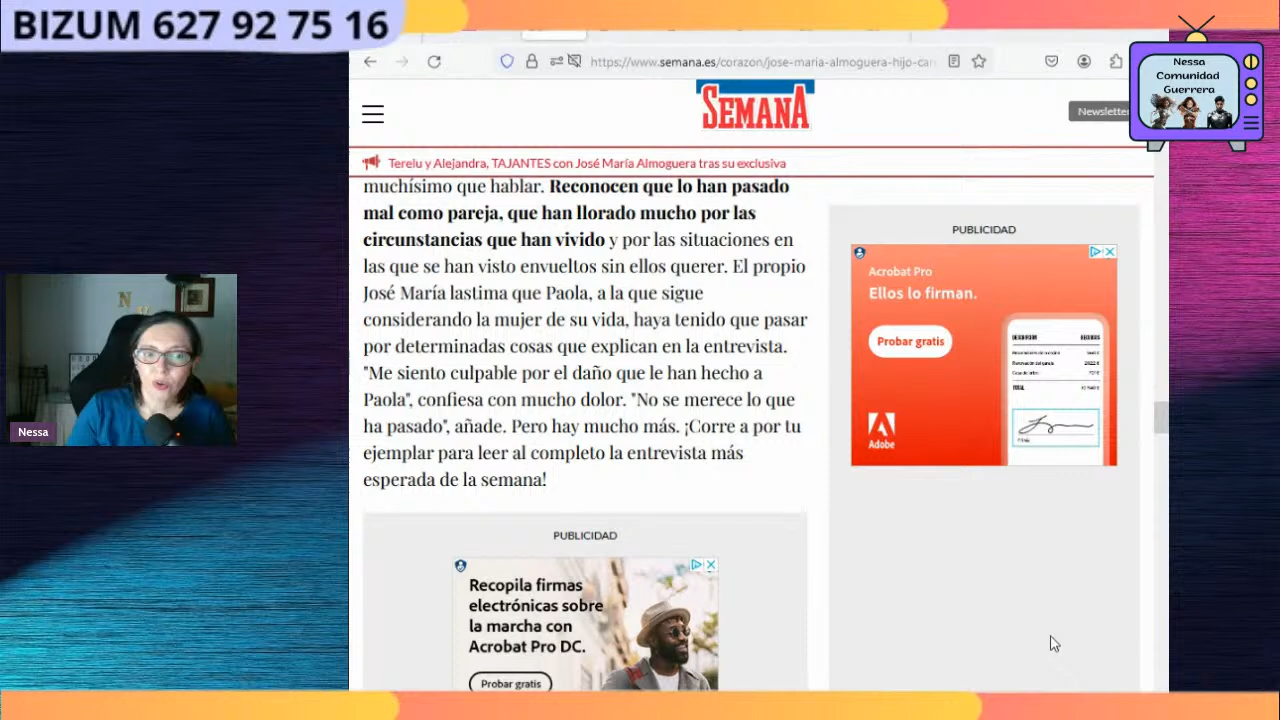 BIZUM 627 92 75 16
https://www.semana.es/corazon/jose-maria-almoguera-hijo-car
Nessa
Comunidad
Guerrera
SEMANA
Newsletter
Terelu y Alejandra, TAJANTES con José María Almoguera tras su exclusiva
muchísimo que hablar. Reconocen que lo han pasado
mal como pareja, que han llorado mucho por las
circunstancias que han vivido y por las situaciones en
las que se han visto envueltos sin ellos querer. El propio
José María lastima que Paola, a la que sigue
considerando la mujer de su vida, haya tenido que pasar
por determinadas cosas que explican en la entrevista.
"Me siento culpable por el daño que le han hecho a
Paola", confiesa con mucho dolor. "No se merece lo que
ha pasado", añade. Pero hay mucho más. ¡Corre a por tu
ejemplar para leer al completo la entrevista más
esperada de la semana!
PUBLICIDAD
Acrobat Pro
Ellos lo firman.
Probar gratis
TOTAL
Adobe
Nessa
PUBLICIDAD
Recopila firmas
electrónicas sobre
la marcha con
Acrobat Pro DC.
Probar gratis